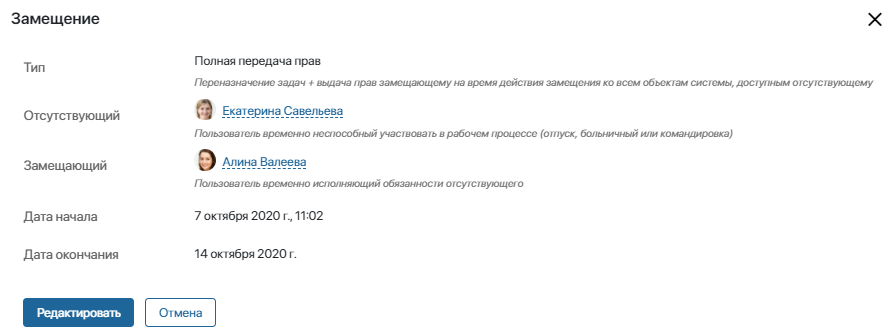 Замещение
Тип
Полная передача прав
Переназначение задач + выдача прав замещающему на время действия замещения ко всем объектам системы, доступным отсутствующему
Отсутствующий
Екатерина Савельева
Пользователь временно неспособный участвовать в рабочем процессе (отпуск, больничный или командировка)
Замещающий
Алина Валеева
Пользователь временно исполняющий обязанности отсутствующего
Дата начала
7 октября 2020 г., 11:02
Дата окончания
14 октября 2020 г.
Редактировать
Отмена